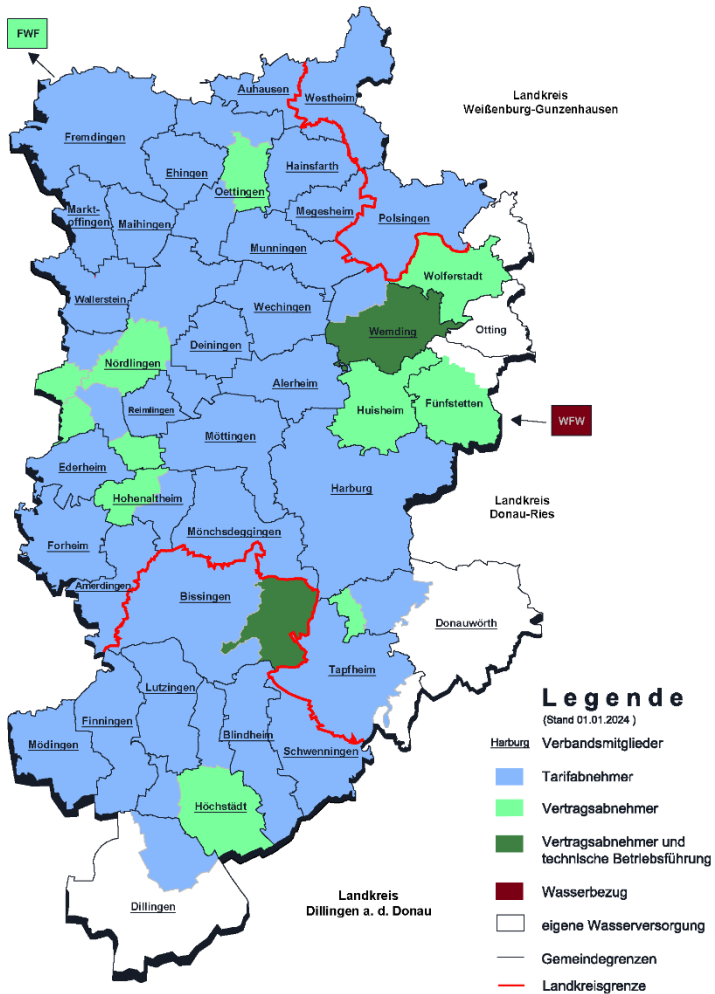 FWF
Auhausen
Westheim
Landkreis
Weißenburg-Gunzenhausen
Fremdingen
Ehingen
Hainsfarth
Oettingen
Markt-
offingen
Maihingen
Megesheim
Polsingen
Munningen
Wolferstadt
Wallerstein
Wechingen
Wemding
Otting
Deiningen
Nördlingen
Alerheim
Reimlingen
Huisheim
Fünfstetten
WFW
Möttingen
Ederheim
Harburg
Hohenaltheim
Landkreis
Donau-Ries
Forheim
Mönchsdeggingen
Amerdingen
Bissingen
Donauwörth
Tapfheim
Lutzingen
Finningen
Blindheim
Mödingen
Schwenningen
Höchstädt
Dillingen
Landkreis
Dillingen a. d. Donau
Legende
(Stand 01.01.2024 )
Harburg Verbandsmitglieder
Tarifabnehmer
Vertragsabnehmer
Vertragsabnehmer und
technische Betriebsführung
Wasserbezug
eigene Wasserversorgung
Gemeindegrenzen
Landkreisgrenze